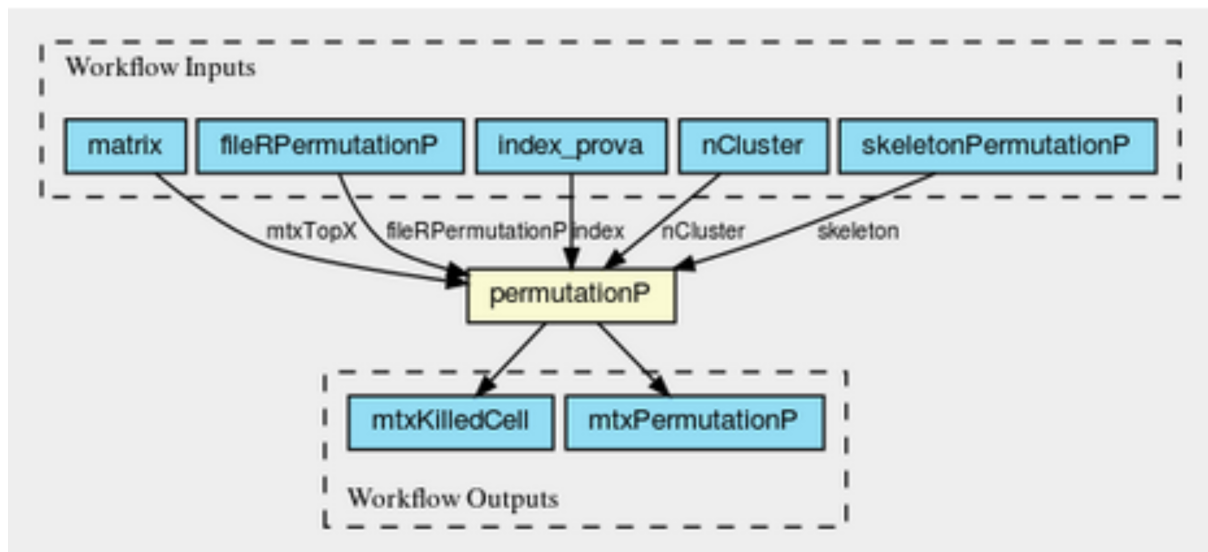 Workflow Inputs
matrix fileRPermutationP index_prova nCluster skeletonPermutationP
mtxTopX fileRPermutationP index nCluster skeleton
permutationP
mtxKilledCell mtxPermutationP
Workflow Outputs